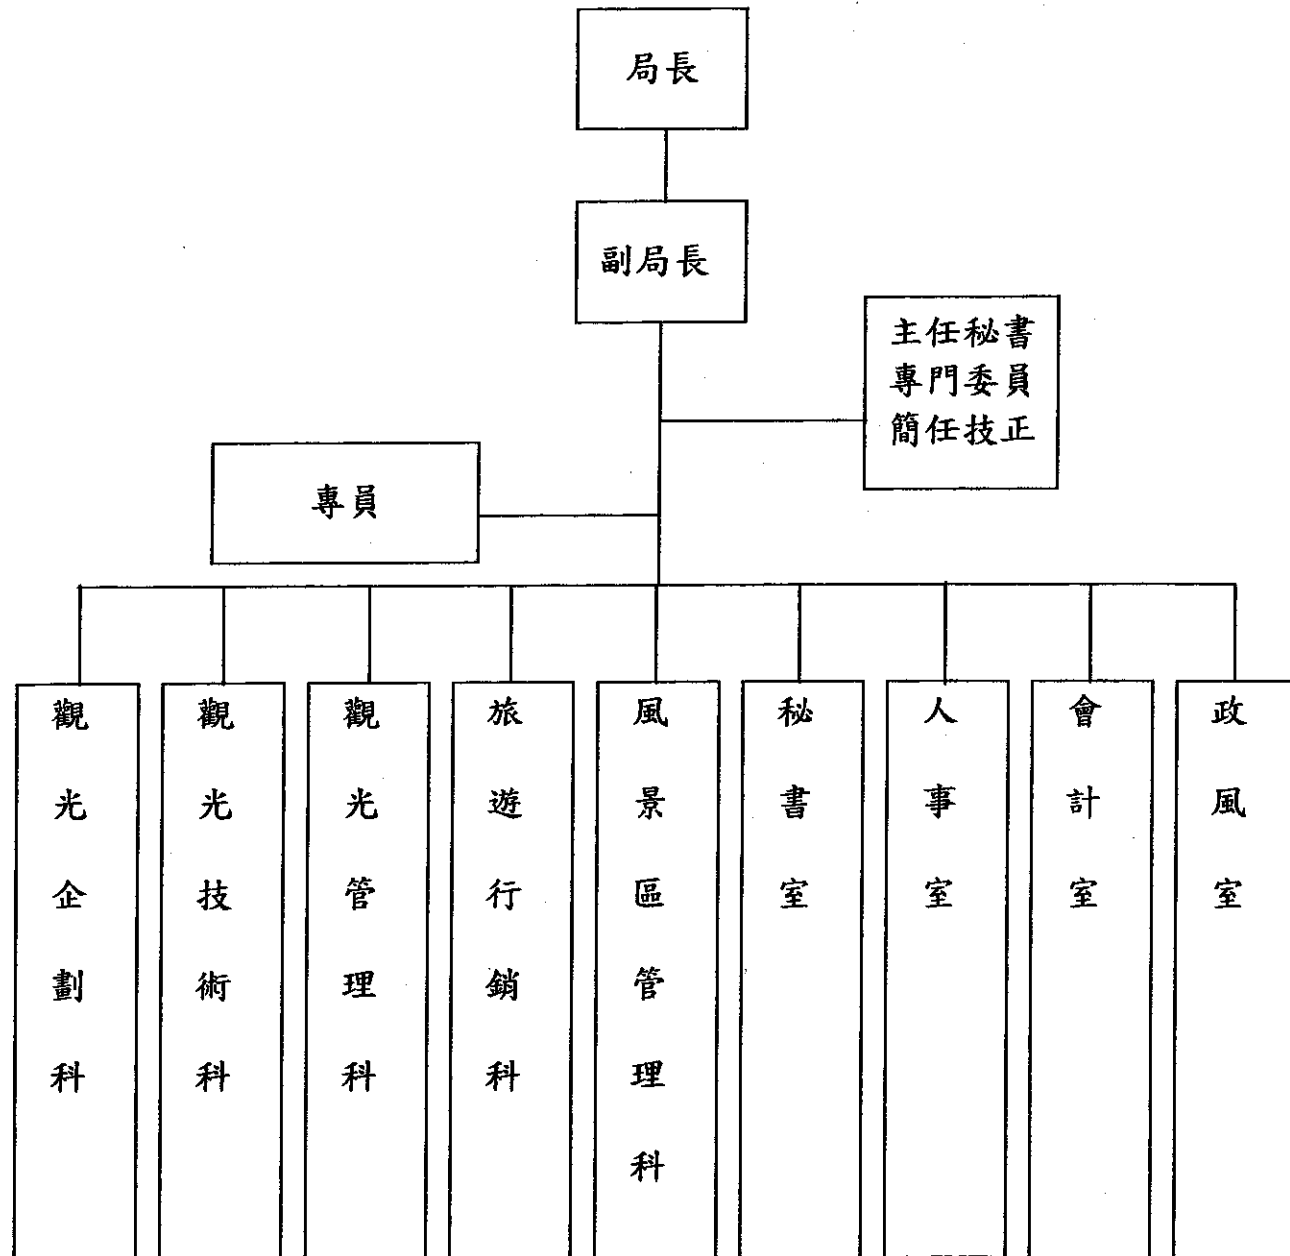 局長
副局長
主任秘書
專門委員
簡任技正
專員
觀光企劃科
觀光技術科
觀光管理科
旅遊行銷科
風景區管理科
秘書室
人事室
會計室
政風室